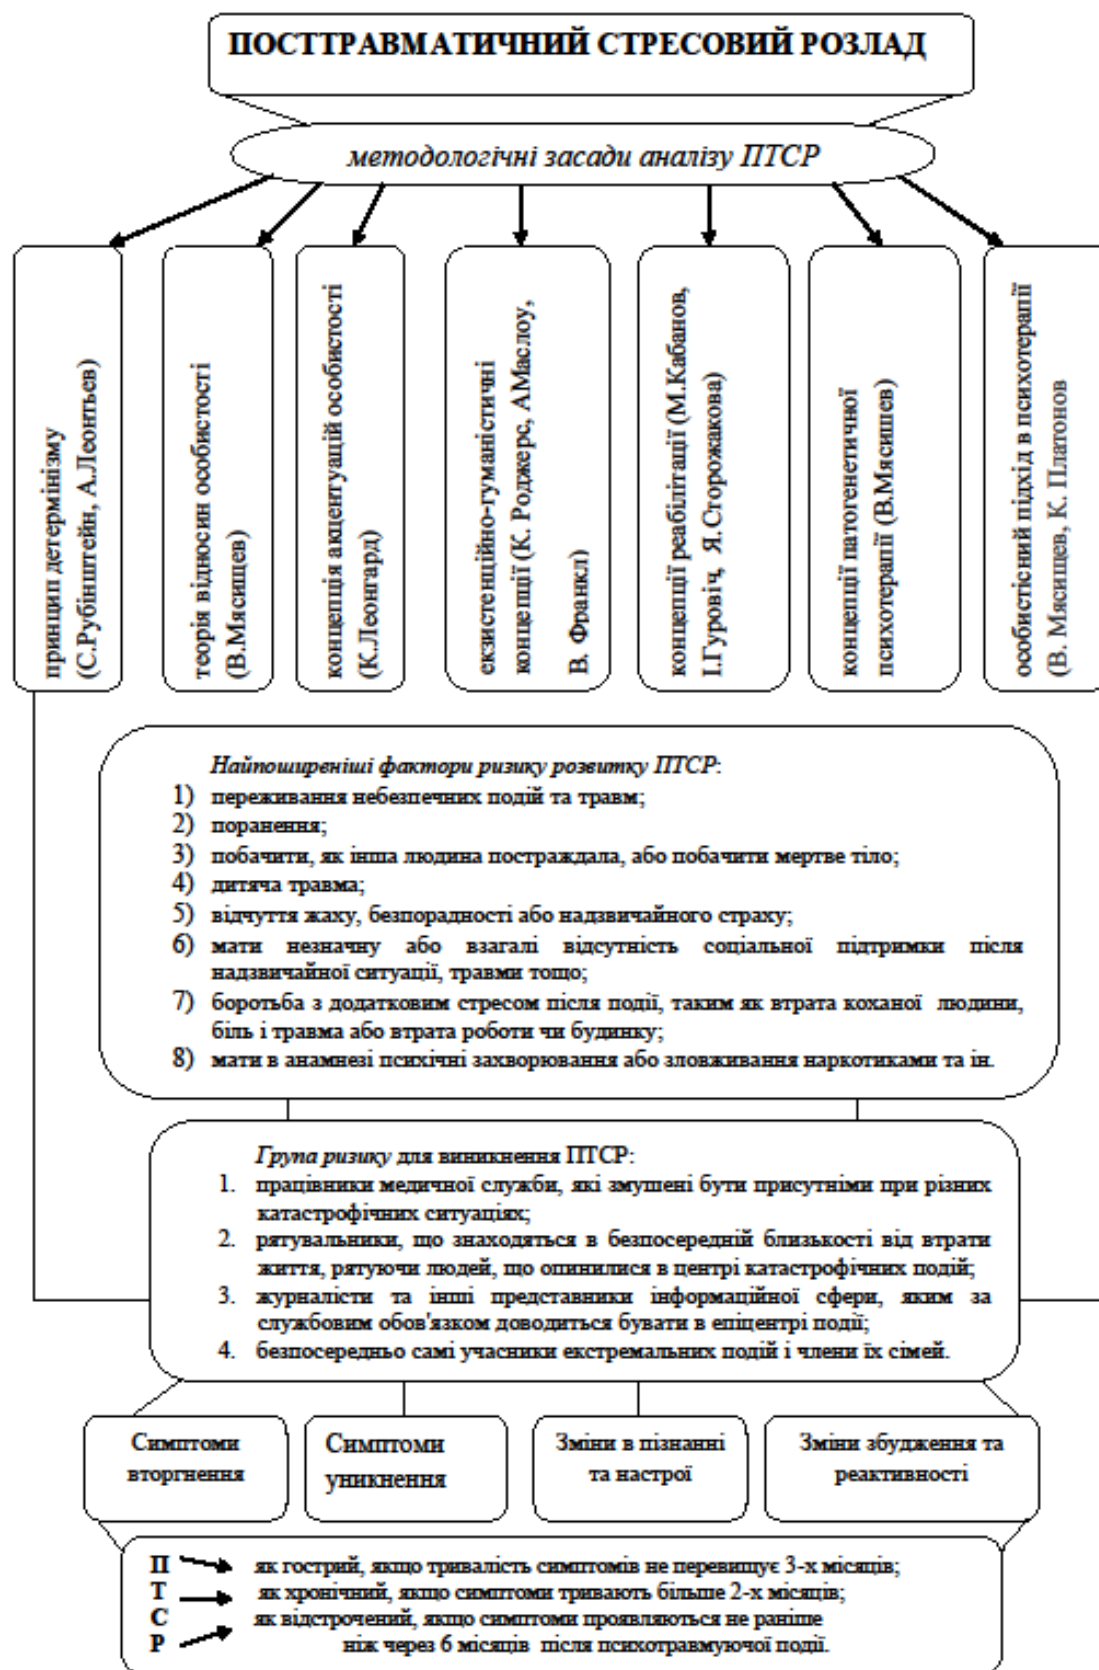 ПОСТТРАВМАТИЧНИЙ СТРЕСОВИЙ РОЗЛАД
методологічні засади аналізу ПТСР
принцип детермінізму
(С.Рубінштейн, А.Леонтьев)
теорія відносин особистості
(В.Мясищев)
концепція акцентуацій особистості
(К.Леонгард)
екзистенційно-гуманістичні
концепції (К. Роджерс, АМаслоу,
В. Франкл)
концепції реабілітації (М.Кабанов,
І.Гуровіч, Я.Сторожакова)
концепції патогенетичної
психотерапії (В.Мясишев)
особистісний підхід в психотерапії
(В. Мясищев, К. Платонов
Найпоширеніші фактори ризику розвитку ПТСР:
1) переживання небезпечних подій та травм;
2) поранення;
3) побачити, як інша людина постраждала, або побачити мертве тіло;
4) дитяча травма;
5) відчуття жаху, безпорадності або надзвичайного страху;
6) мати незначну або взагалі відсутність соціальної підтримки після
надзвичайної ситуації, травми тощо;
7) боротьба з додатковим стресом після події, таким як втрата коханої людини,
біль і травма або втрата роботи чи будинку;
8) мати в анамнезі психічні захворювання або зловживання наркотиками та ін.
Група ризику для виникнення ПТСР:
1. працівники медичної служби, які змушені бути присутніми при різних
катастрофічних ситуаціях;
2. рятувальники, що знаходяться в безпосередній близькості від втрати
життя, рятуючи людей, що опинилися в центрі катастрофічних подій;
3. журналісти та інші представники інформаційної сфери, яким за
службовим обов'язком доводиться бувати в епіцентрі події;
4. безпосередньо самі учасники екстремальних подій і члени їх сімей.
Симптоми
вторгнення
Симптоми
уникнення
Зміни в пізнанні
та настрої
Зміни збудження та
реактивності
П як гострий, якщо тривалість симптомів не перевищує 3-х місяців;
Т як хронічний, якщо симптоми тривають більше 2-х місяців;
С як відстрочений, якщо симптоми проявляються не раніше
Р ніж через 6 місяців після психотравмуючої події.